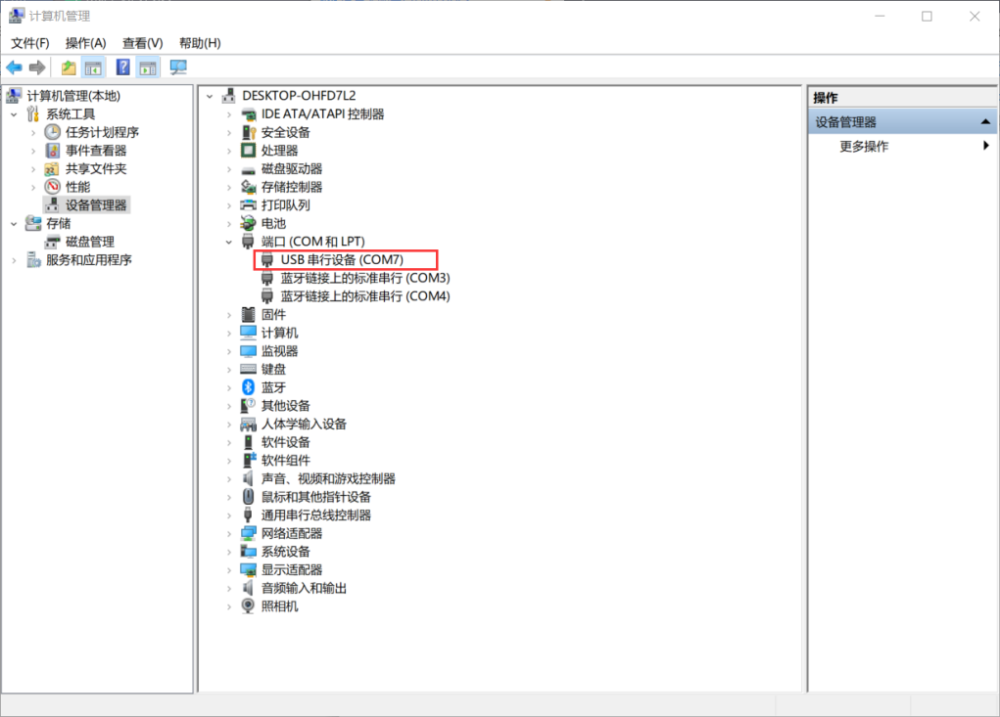 计算机管理
文件(F) 操作(A) 查看(V) 帮助(H)
计算机管理(本地)
系统工具
任务计划程序
事件查看器
共享文件夹
性能
设备管理器
存储
磁盘管理
服务和应用程序
DESKTOP-OHFD7L2
IDE ATA/ATAPI 控制器
安全设备
处理器
磁盘驱动器
存储控制器
打印队列
电池
端口 (COM 和 LPT)
USB 串行设备 (COM7)
蓝牙链接上的标准串行 (COM3)
蓝牙链接上的标准串行 (COM4)
固件
计算机
监视器
键盘
蓝牙
其他设备
人体学输入设备
软件设备
软件组件
声音、视频和游戏控制器
鼠标和其他指针设备
通用串行总线控制器
网络适配器
系统设备
显示适配器
音频输入和输出
照相机
操作
设备管理器
更多操作